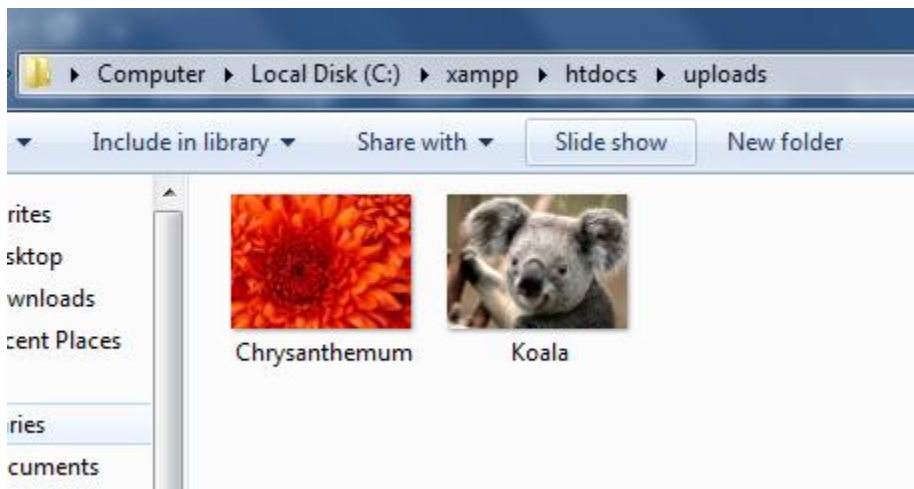 Computer Local Disk (C:) xampp htdocs uploads
Include in library Share with Slide show New folder
rites
sktop
wnloads
cent Places
Chrysanthemum Koala
ries
cuments